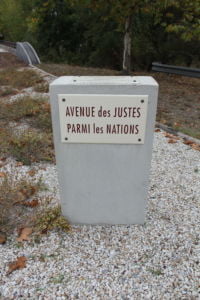 AVENUE des JUSTES
PARMI les NATIONS